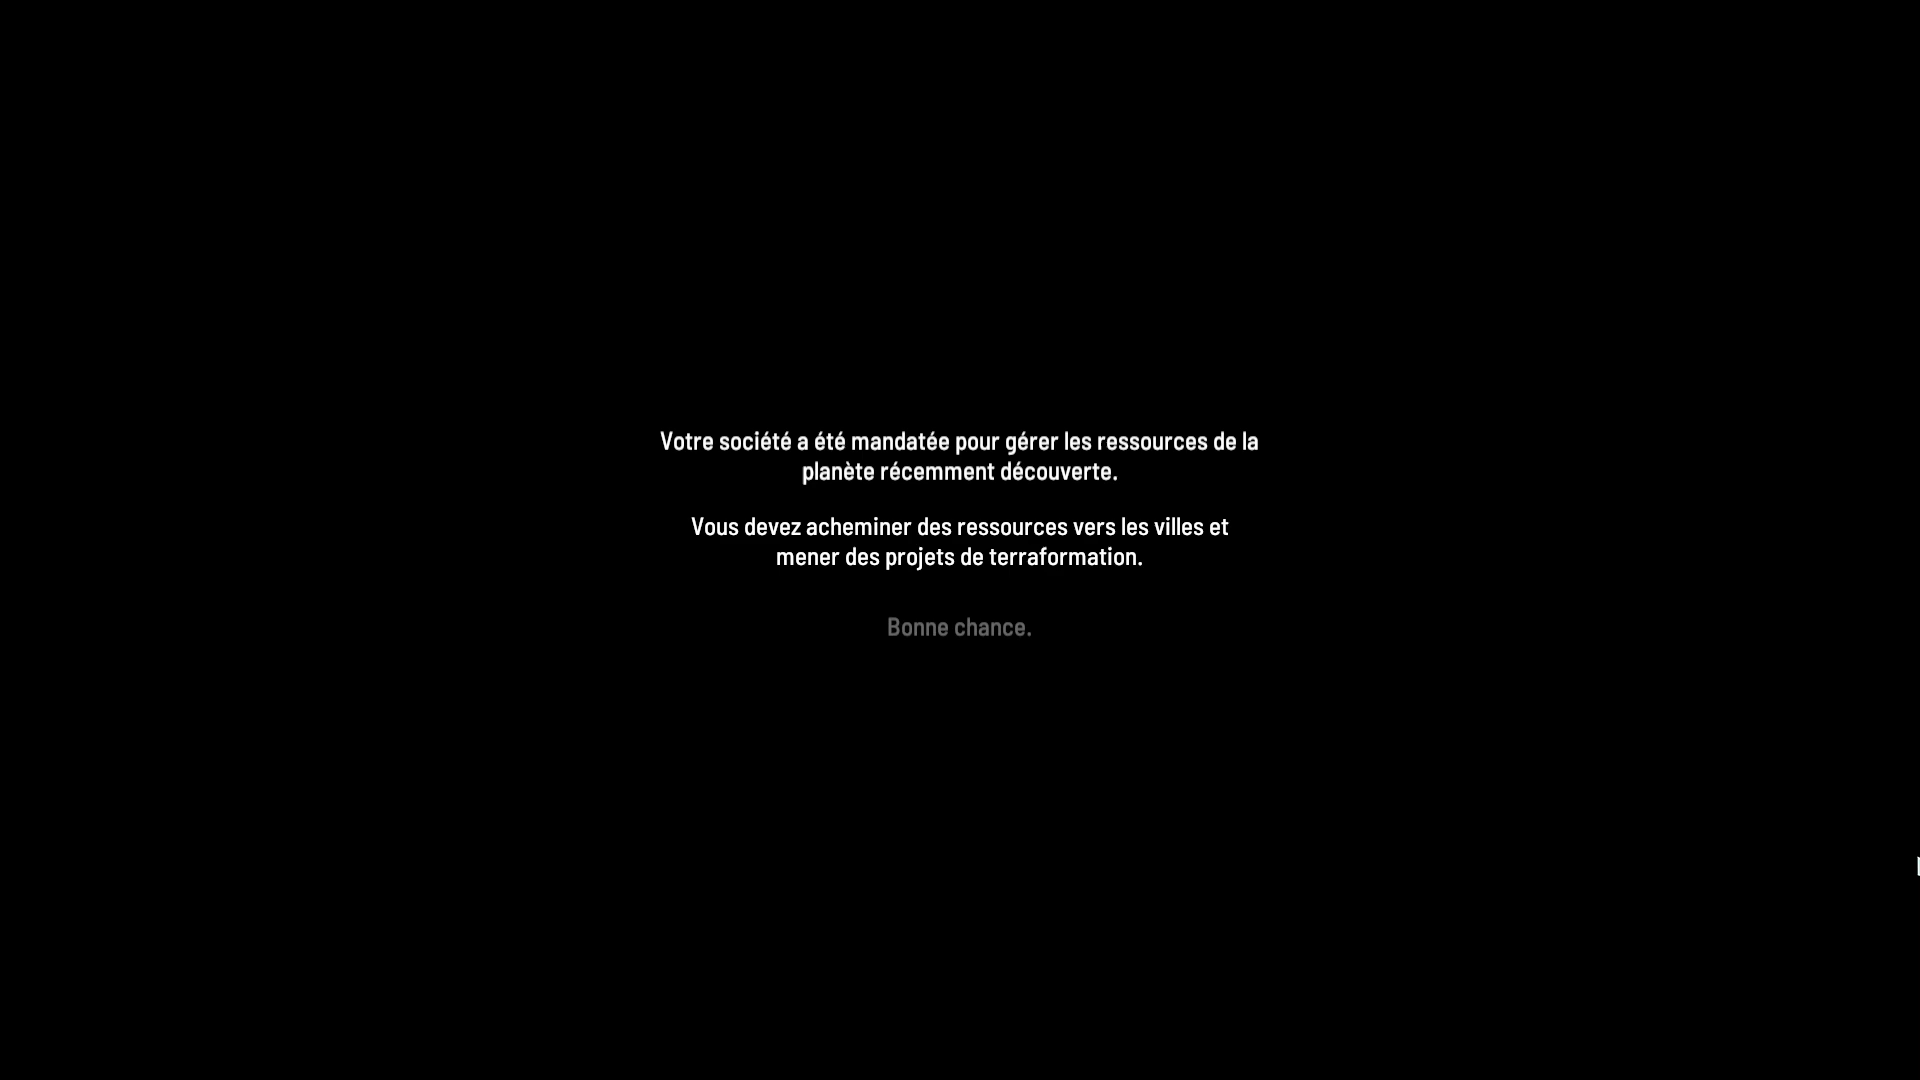 Votre société a été mandatée pour gérer les ressources de la
planète récemment découverte.
Vous devez acheminer des ressources vers les villes et
mener des projets de terraformation.
Bonne chance.